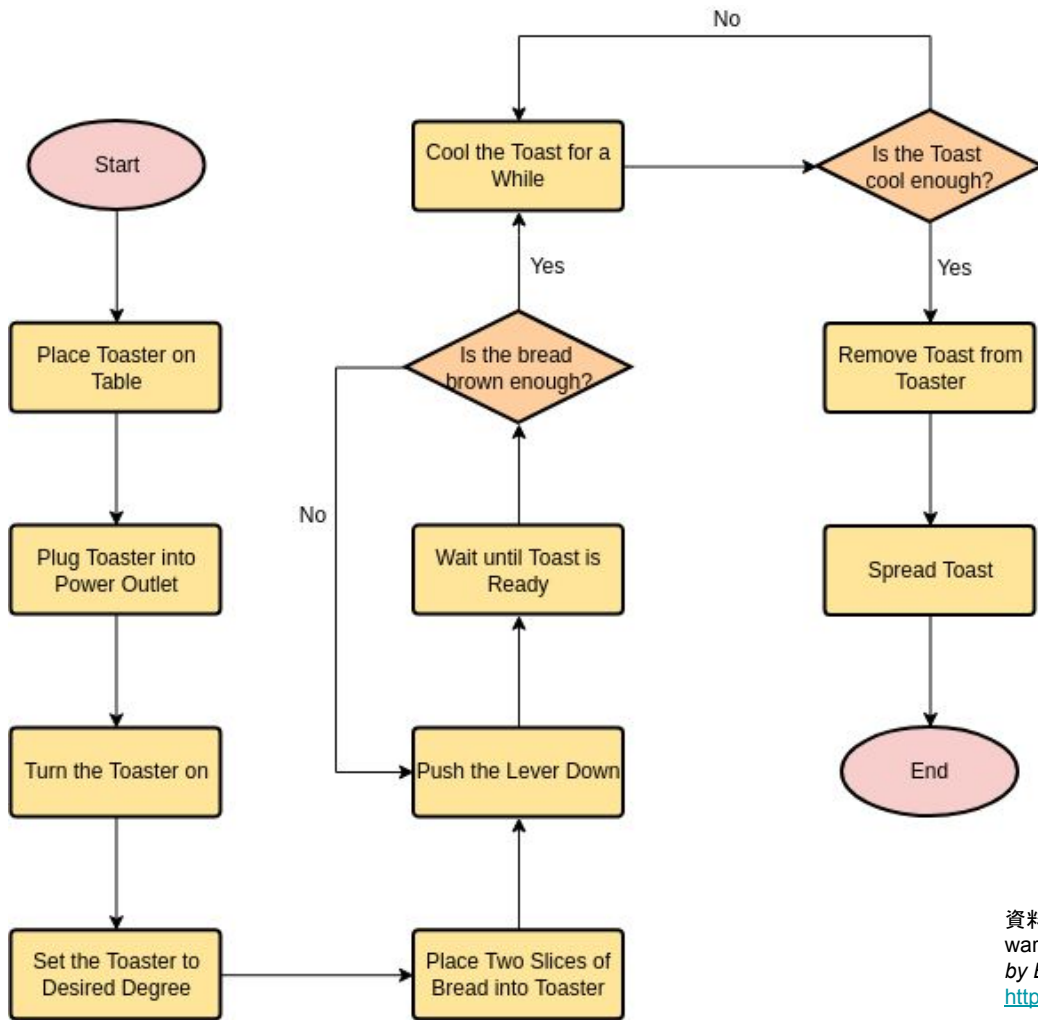 Start
Place Toaster on
Table
Plug Toaster into
Power Outlet
Turn the Toaster on
Set the Toaster to
Desired Degree
Place Two Slices of
Bread into Toaster
Push the Lever Down
Wait until Toast is
Ready
Is the bread
brown enough?
No
Yes
Cool the Toast for a
While
Is the Toast
cool enough?
No
Yes
Remove Toast from
Toaster
Spread Toast
End
資料
by
http